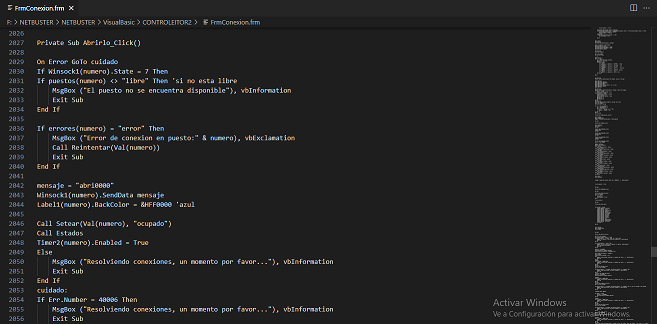 FrmConexion.frm
F: > NETBUSTER > NETBUSTER > VisualBasic > CONTROLEITOR2 > FrmConexion.frm
2026
2027 Private Sub Abrirlo_Click()
2028
2029 On Error GoTo cuidado
2030 If Winsock1(numero).State = 7 Then
2031 If puestos(numero) <> "libre" Then 'si no esta libre
2032 MsgBox ("El puesto no se encuentra disponible"), vbInformation
2033 Exit Sub
2034 End If
2035
2036 If errores(numero) = "error" Then
2037 MsgBox ("Error de conexion en puesto:" & numero), vbExclamation
2038 Call Reintentar(Val(numero))
2039 Exit Sub
2040 End If
2041
2042 mensaje = "abri0000"
2043 Winsock1(numero).SendData mensaje
2044 Label1(numero).BackColor = &HFF0000 'azul
2045
2046 Call Setear(Val(numero), "ocupado")
2047 Call Estados
2048 Timer2(numero).Enabled = True
2049 Else
2050 MsgBox ("Resolviendo conexiones, un momento por favor..."), vbInformation
2051 Exit Sub
2052 End If
2053 cuidado:
2054 If Err.Number = 40006 Then
2055 MsgBox ("Resolviendo conexiones, un momento por favor..."), vbInformation
2056 Exit Sub
Activar Windows
Ve a Configuración para activar Windows.